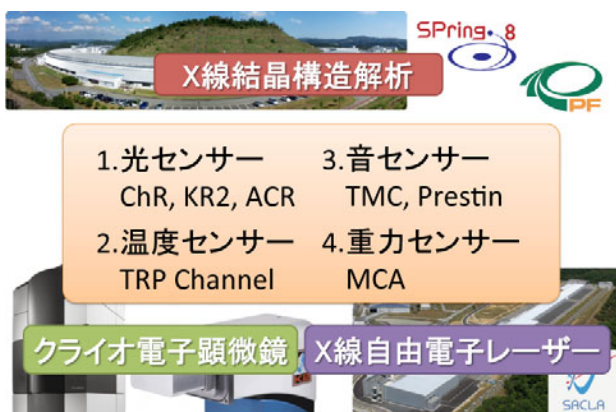 SPring-8
X線結晶構造解析
PF
1.光センサー
ChR, KR2, ACR
2.温度センサー
TRP Channel
3.音センサー
TMC, Prestin
4.重力センサー
MCA
クライオ電子顕微鏡
X線自由電子レーザー
SACLA